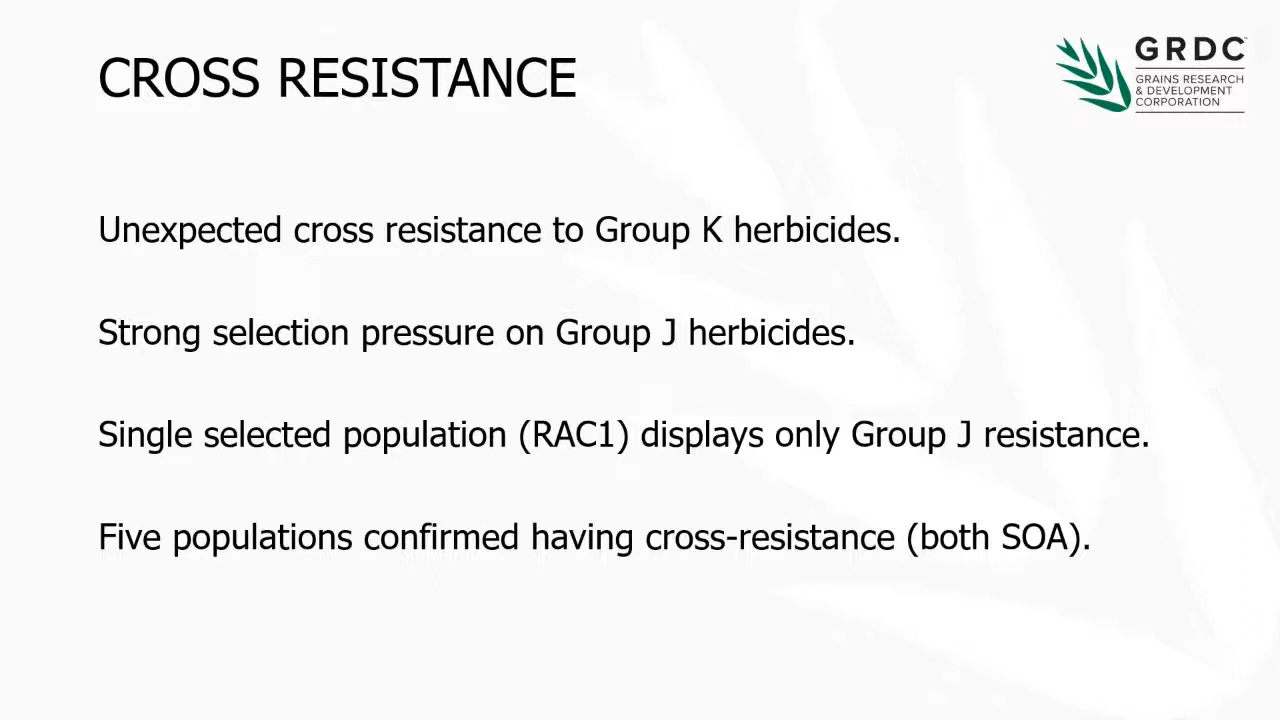 CROSS RESISTANCE
GRDC™
GRAINS RESEARCH
& DEVELOPMENT
CORPORATION
Unexpected cross resistance to Group K herbicides.
Strong selection pressure on Group J herbicides.
Single selected population (RAC1) displays only Group J resistance.
Five populations confirmed having cross-resistance (both SOA).